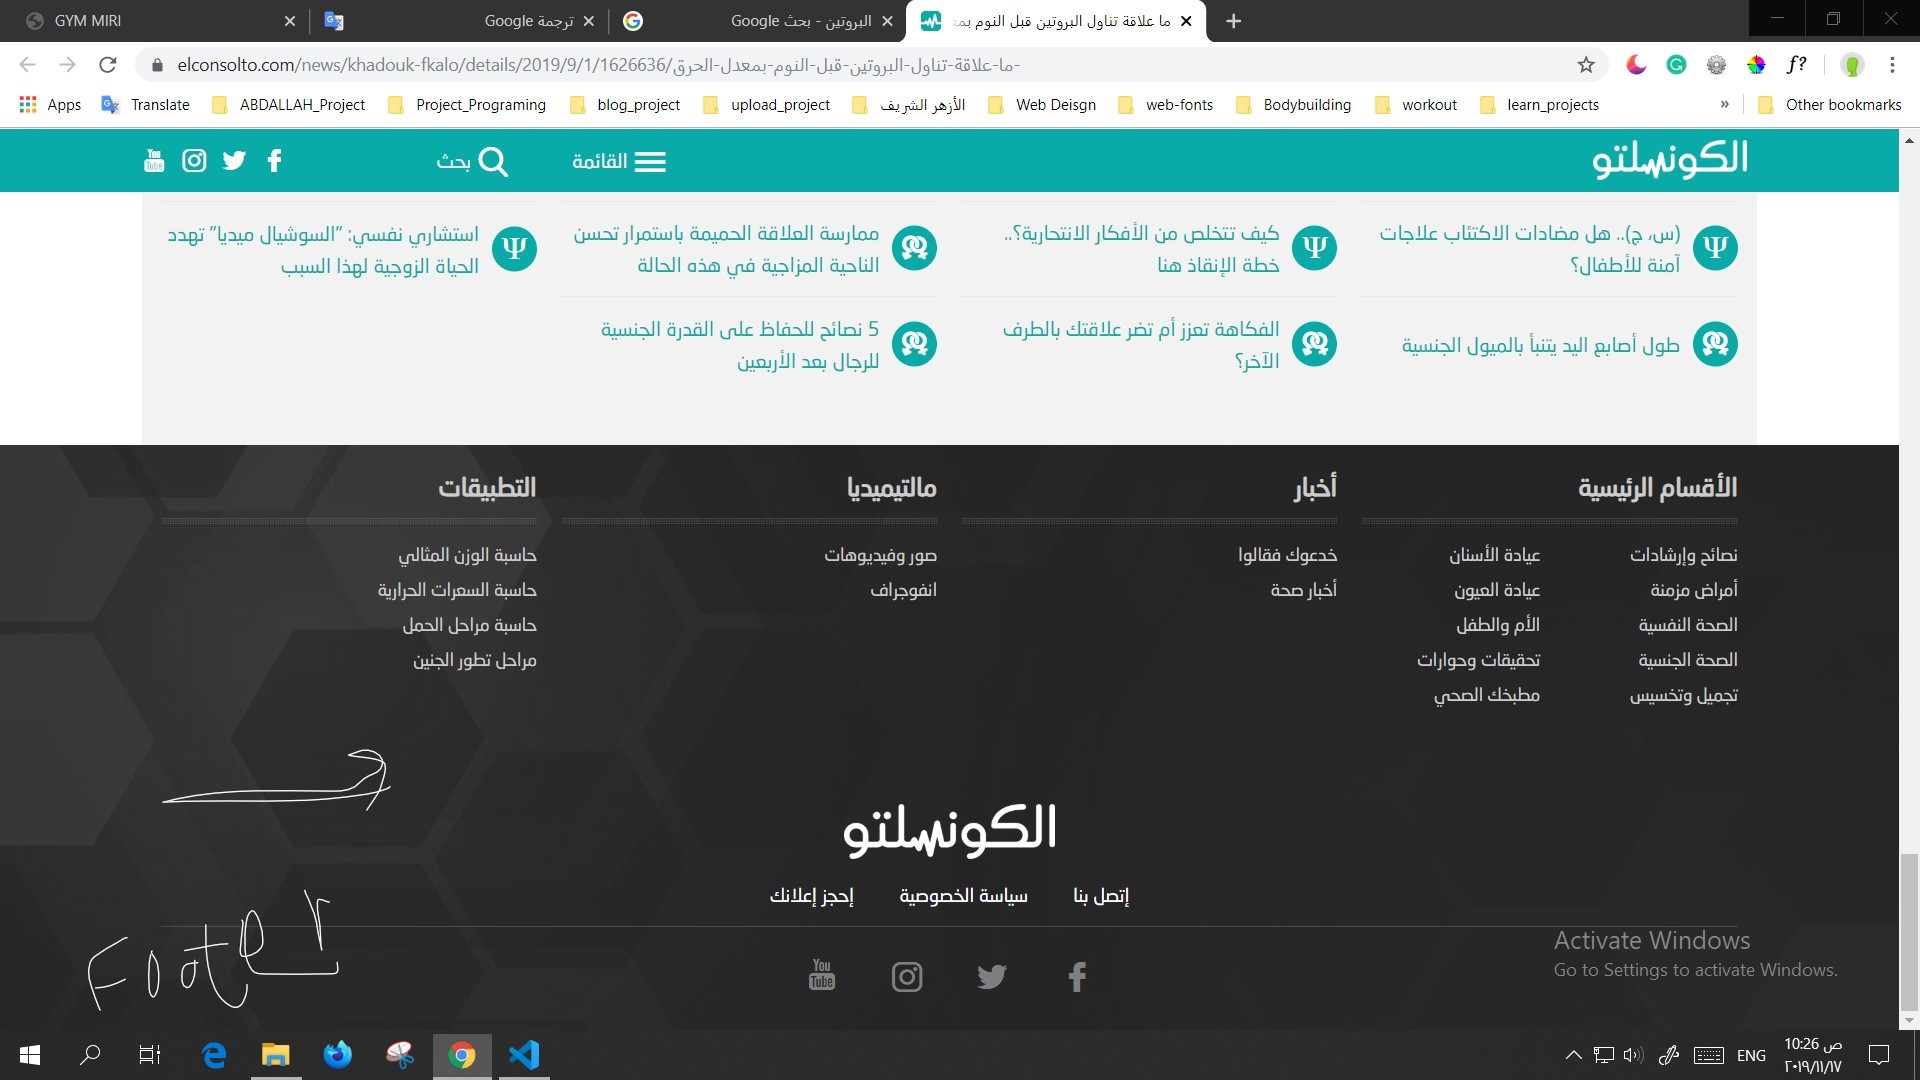 GYM MIRI
ترجمة Google
البروتين - بحث Google
ما علاقة تناول البروتين قبل النوم بمع
elconsolto.com/news/khadouk-fkalo/details/2019/9/1/1626636/ما-علاقة-تناول-البروتين-قبل-النوم-بمعدل-الحرق-
f?
Apps
Translate
ABDALLAH_Project
Project_Programing
blog_project
upload_project
الأزهر الشريف
Web Deisgn
web-fonts
Bodybuilding
workout
learn_projects
»
Other bookmarks
الكونسلتو
القائمة
بحث
You Tube
(س، ج).. هل مضادات الاكتئاب علاجات
آمنة للأطفال؟
كيف تتخلص من الأفكار الانتحارية؟..
خطة الإنقاذ هنا
ممارسة العلاقة الحميمة باستمرار تحسن
الناحية المزاجية في هذه الحالة
استشاري نفسي: "السوشيال ميديا" تهدد
الحياة الزوجية لهذا السبب
طول أصابع اليد يتنبأ بالميول الجنسية
الفكاهة تعزز أم تضر علاقتك بالطرف
الآخر؟
5 نصائح للحفاظ على القدرة الجنسية
للرجال بعد الأربعين
الأقسام الرئيسية
نصائح وإرشادات
أمراض مزمنة
الصحة النفسية
الصحة الجنسية
تجميل وتخسيس
عيادة الأسنان
عيادة العيون
الأم والطفل
تحقيقات وحوارات
مطبخك الصحي
أخبار
خدعوك فقالوا
أخبار صحة
مالتيميديا
صور وفيديوهات
انفوجراف
التطبيقات
حاسبة الوزن المثالي
حاسبة السعرات الحرارية
حاسبة مراحل الحمل
مراحل تطور الجنين
الكونسلتو
إتصل بنا
سياسة الخصوصية
إحجز إعلانك
Footer
You Tube
Activate Windows
Go to Settings to activate Windows.
ENG
10:26 ص
٢٠١٩/١١/١٧